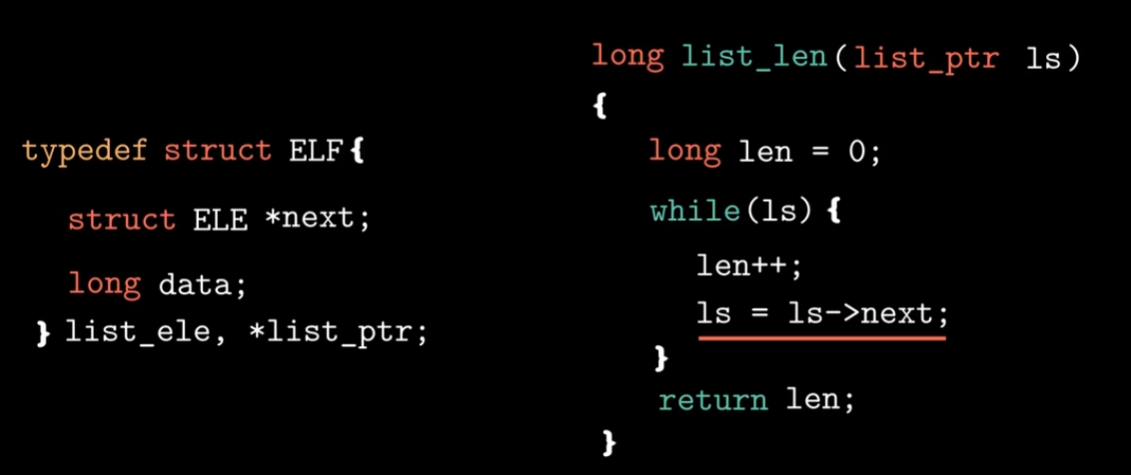 typedef struct ELF{
struct ELE *next;
long data;
} list_ele, *list_ptr;
long list_len(list_ptr ls)
{
long len = 0;
while(ls) {
len++;
ls = ls->next;
}
return len;
}